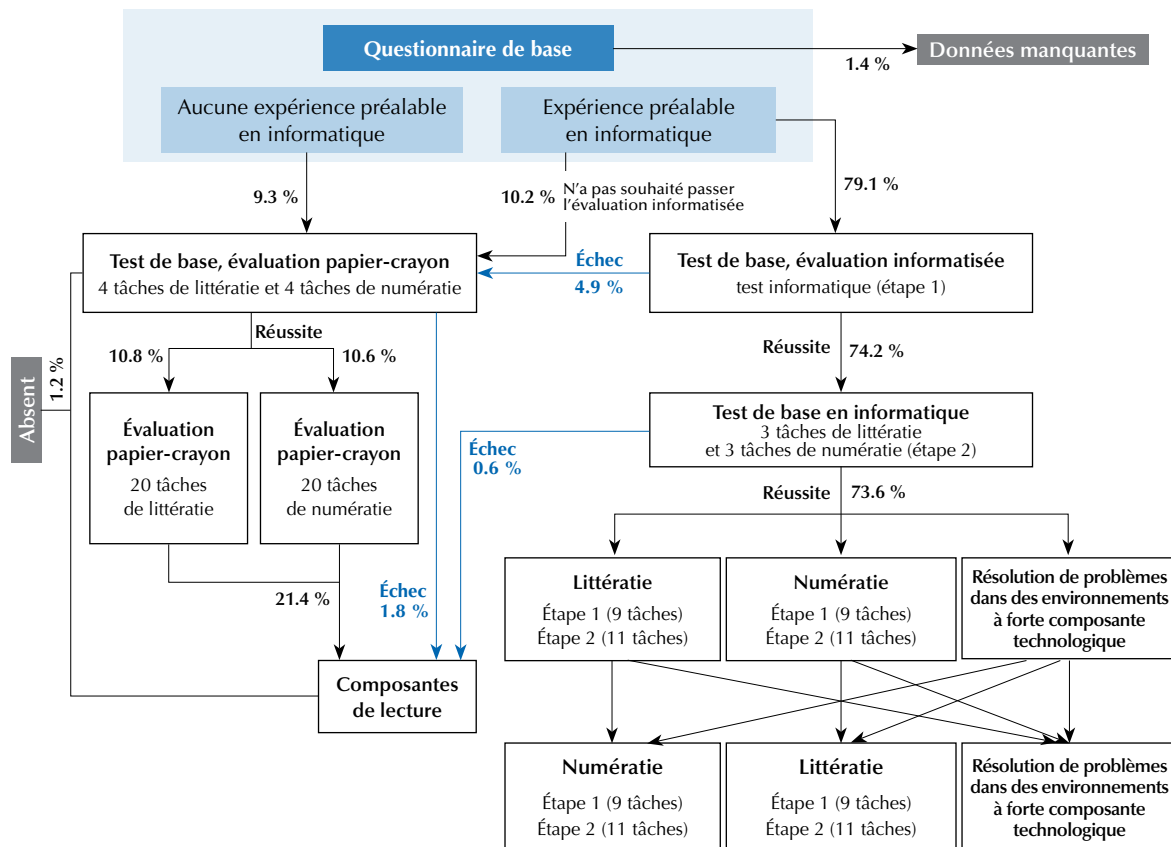 Questionnaire de base
Données manquantes
1.4 %
Aucune expérience préalable
en informatique
Expérience préalable
en informatique
9.3 %
10.2 %
N'a pas souhaité passer
l'évaluation informatisée
79.1 %
Test de base, évaluation papier-crayon
4 tâches de littératie et 4 tâches de numératie
Échec
4.9 %
Test de base, évaluation informatisée
test informatique (étape 1)
Réussite
10.8 %
10.6 %
Réussite
74.2 %
Absent
1.2 %
Évaluation
papier-crayon
20 tâches
de littératie
Évaluation
papier-crayon
20 tâches
de numératie
Échec
0.6 %
Test de base en informatique
3 tâches de littératie
et 3 tâches de numératie (étape 2)
Réussite
73.6 %
21.4 %
Échec
1.8 %
Composantes
de lecture
Littératie
Étape 1 (9 tâches)
Étape 2 (11 tâches)
Numératie
Étape 1 (9 tâches)
Étape 2 (11 tâches)
Résolution de problèmes
dans des environnements
à forte composante
technologique
Numératie
Étape 1 (9 tâches)
Étape 2 (11 tâches)
Littératie
Étape 1 (9 tâches)
Étape 2 (11 tâches)
Résolution de problèmes
dans des environnements
à forte composante
technologique